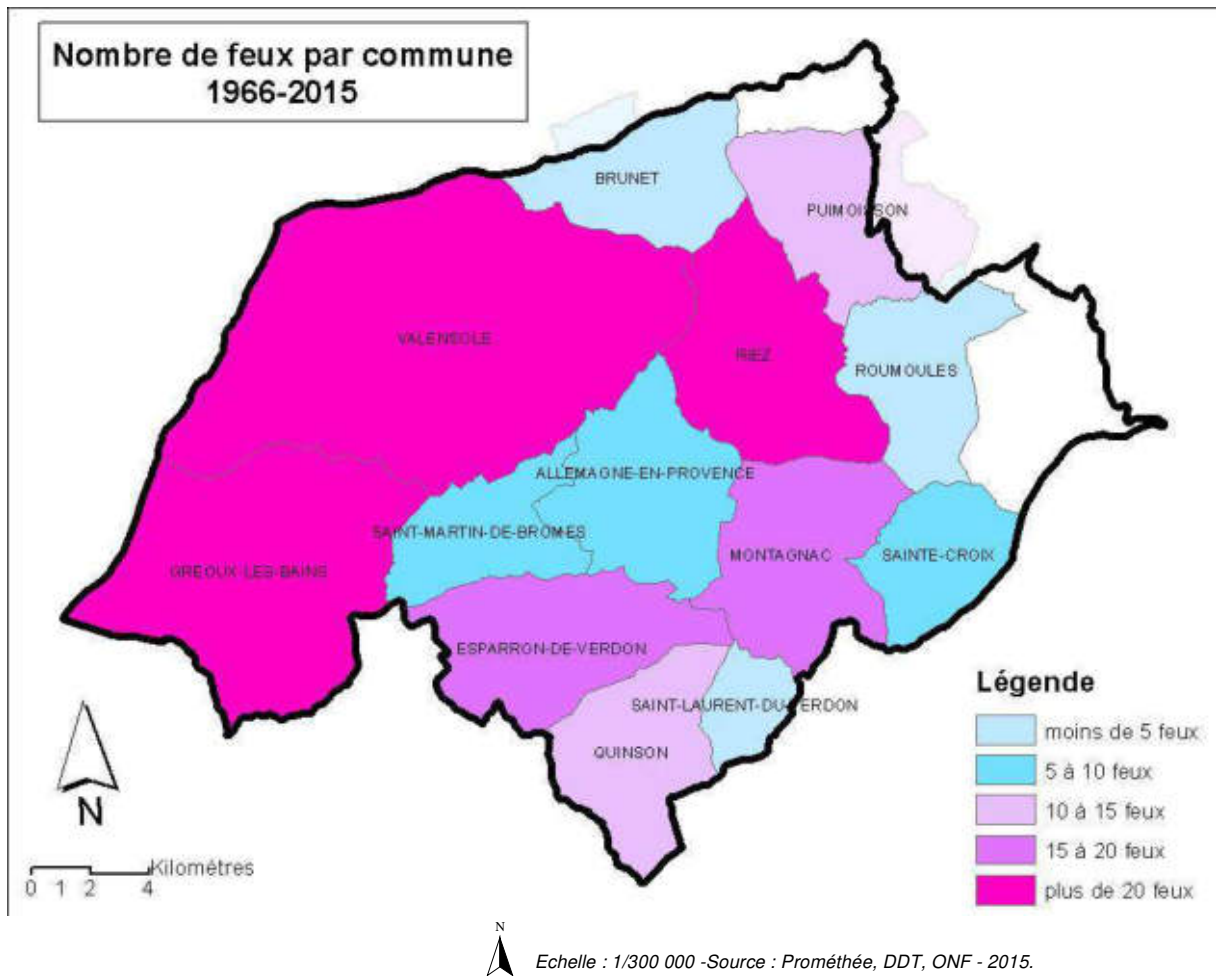 Nombre de feux par commune
1966-2015
BRUNET
PUIMOISSON
VALENSOLE
RIEZ
ROUMOULES
ALLEMAGNE-EN-PROVENCE
SAINT-MARTIN-DE-BROMES
MONTAGNAC
SAINTE-CROIX
GREOUX-LES-BAINS
ESPARRON-DE-VERDON
SAINT-LAURENT-DU-VERDON
QUINSON
Légende
moins de 5 feux
5 à 10 feux
10 à 15 feux
15 à 20 feux
plus de 20 feux
N
Kilométres
0 1 2 4
N
Echelle : 1/300 000 -Source : Prométhée, DDT, ONF - 2015.